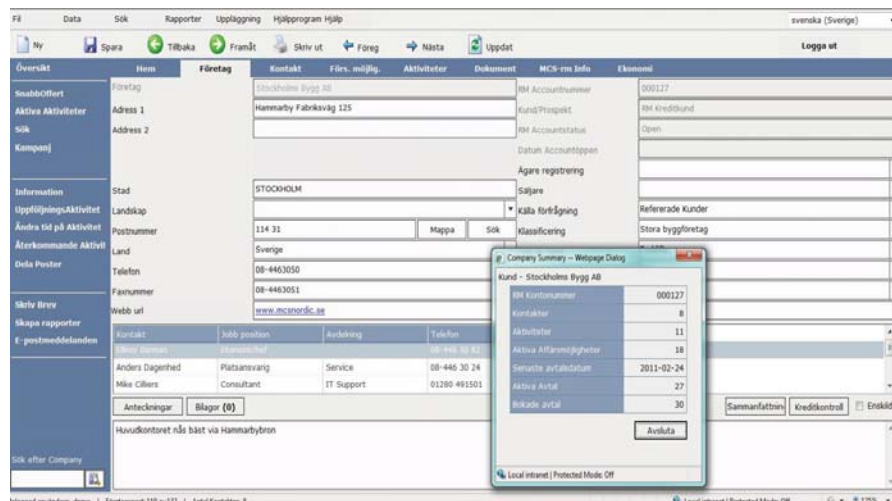 Fil Data Sök Rapporter Uppläggning Hjälpprogram Hjälp svenska (Sverige)
Ny Spara Tilbaka Framåt Skriv ut Föreg Nästa Uppdat Logga ut
Översikt Hem Företag Kontakt Förs. möjlig. Aktiviteter Dokument MCS-rm Info Ekonomi
SnabbOffert
Aktiva Aktiviteter
Sök
Kampanj
Information
UppföljningsAktivitet
Ändra tid på Aktivitet
Återkommande Aktivit
Dela Poster
Skriv Brev
Skapa rapporter
E-postmeddelanden
Sök efter Company
Företag Stockholms Bygg AB
Adress 1 Hammarby Fabriksväg 125
Address 2
Stad STOCKHOLM
Landskap
Postnummer 114 31 Mappa Sök
Land Sverige
Telefon 08-4463050
Faxnummer 08-4463051
Webb url www.mcsnordic.se
RM Accountnummer 000127
Kund/Prospekt RM Kreditkund
RM Accountstatus Open
Datum Accountöppen
Ägare registrering
Säljare
Källa förfrågning Refererade Kunder
Klassificering Stora byggföretag
Kontakt Jobb position Avdelning Telefon
Ekonomichef 08-446 30 82
Anders Dagenhed Platsansvarig Service 08-446 30 24
Mike Cilliers Consultant IT Support 01280 491501
Anteckningar Bilagor (0) Sammanfattnin Kreditkontroll Enskild
Huvudkontoret nås bäst via Hammarbybron
Company Summary -- Webpage Dialog
Kund - Stockholms Bygg AB
RM Kontonummer 000127
Kontakter 8
Aktiviteter 11
Aktiva Affärsmöjligheter 18
Senaste avtalsdatum 2011-02-24
Aktiva Avtal 27
Bokade avtal 30
Avsluta
Local intranet | Protected Mode: Off